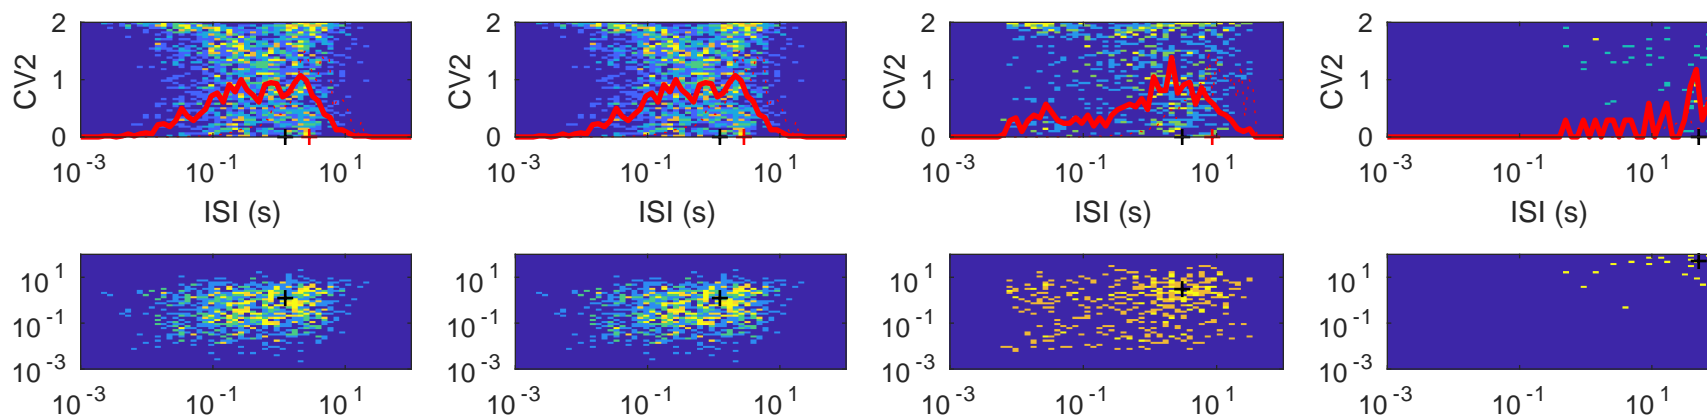 2 2 2 2
CV2 CV2 CV2 CV2
1 1 1 1
0 0 0 0
10^-3 10^-1 10^1 10^-3 10^-1 10^1 10^-3 10^-1 10^1 10^-3 10^-1 10^1
ISI (s) ISI (s) ISI (s) ISI (s)
10^1 10^1 10^1 10^1
10^-1 10^-1 10^-1 10^-1
10^-3 10^-3 10^-3 10^-3
10^-3 10^-1 10^1 10^-3 10^-1 10^1 10^-3 10^-1 10^1 10^-3 10^-1 10^1